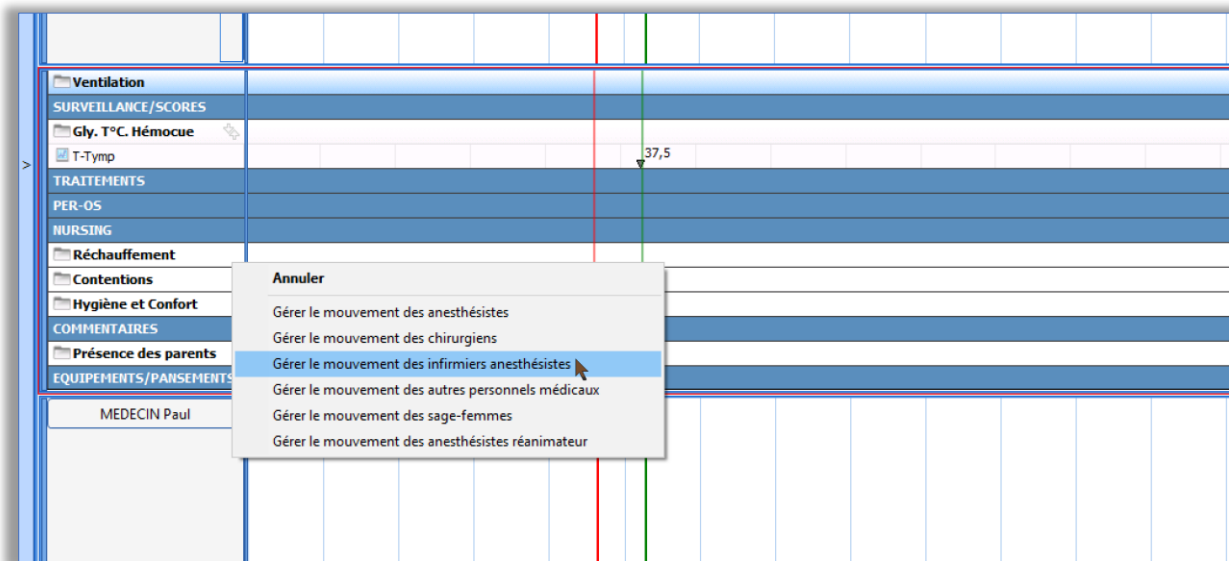 Ventilation
SURVEILLANCE/SCORES
Gly. T°C. Hémocue
>
T-Tymp
37,5
TRAITEMENTS
PER-OS
NURSING
Réchauffement
Contentions
Hygiène et Confort
COMMENTAIRES
Présence des parents
EQUIPEMENTS/PANSEMENTS
MEDECIN Paul
Annuler
Gérer le mouvement des anesthésistes
Gérer le mouvement des chirurgiens
Gérer le mouvement des infirmiers anesthésistes
Gérer le mouvement des autres personnels médicaux
Gérer le mouvement des sage-femmes
Gérer le mouvement des anesthésistes réanimateur